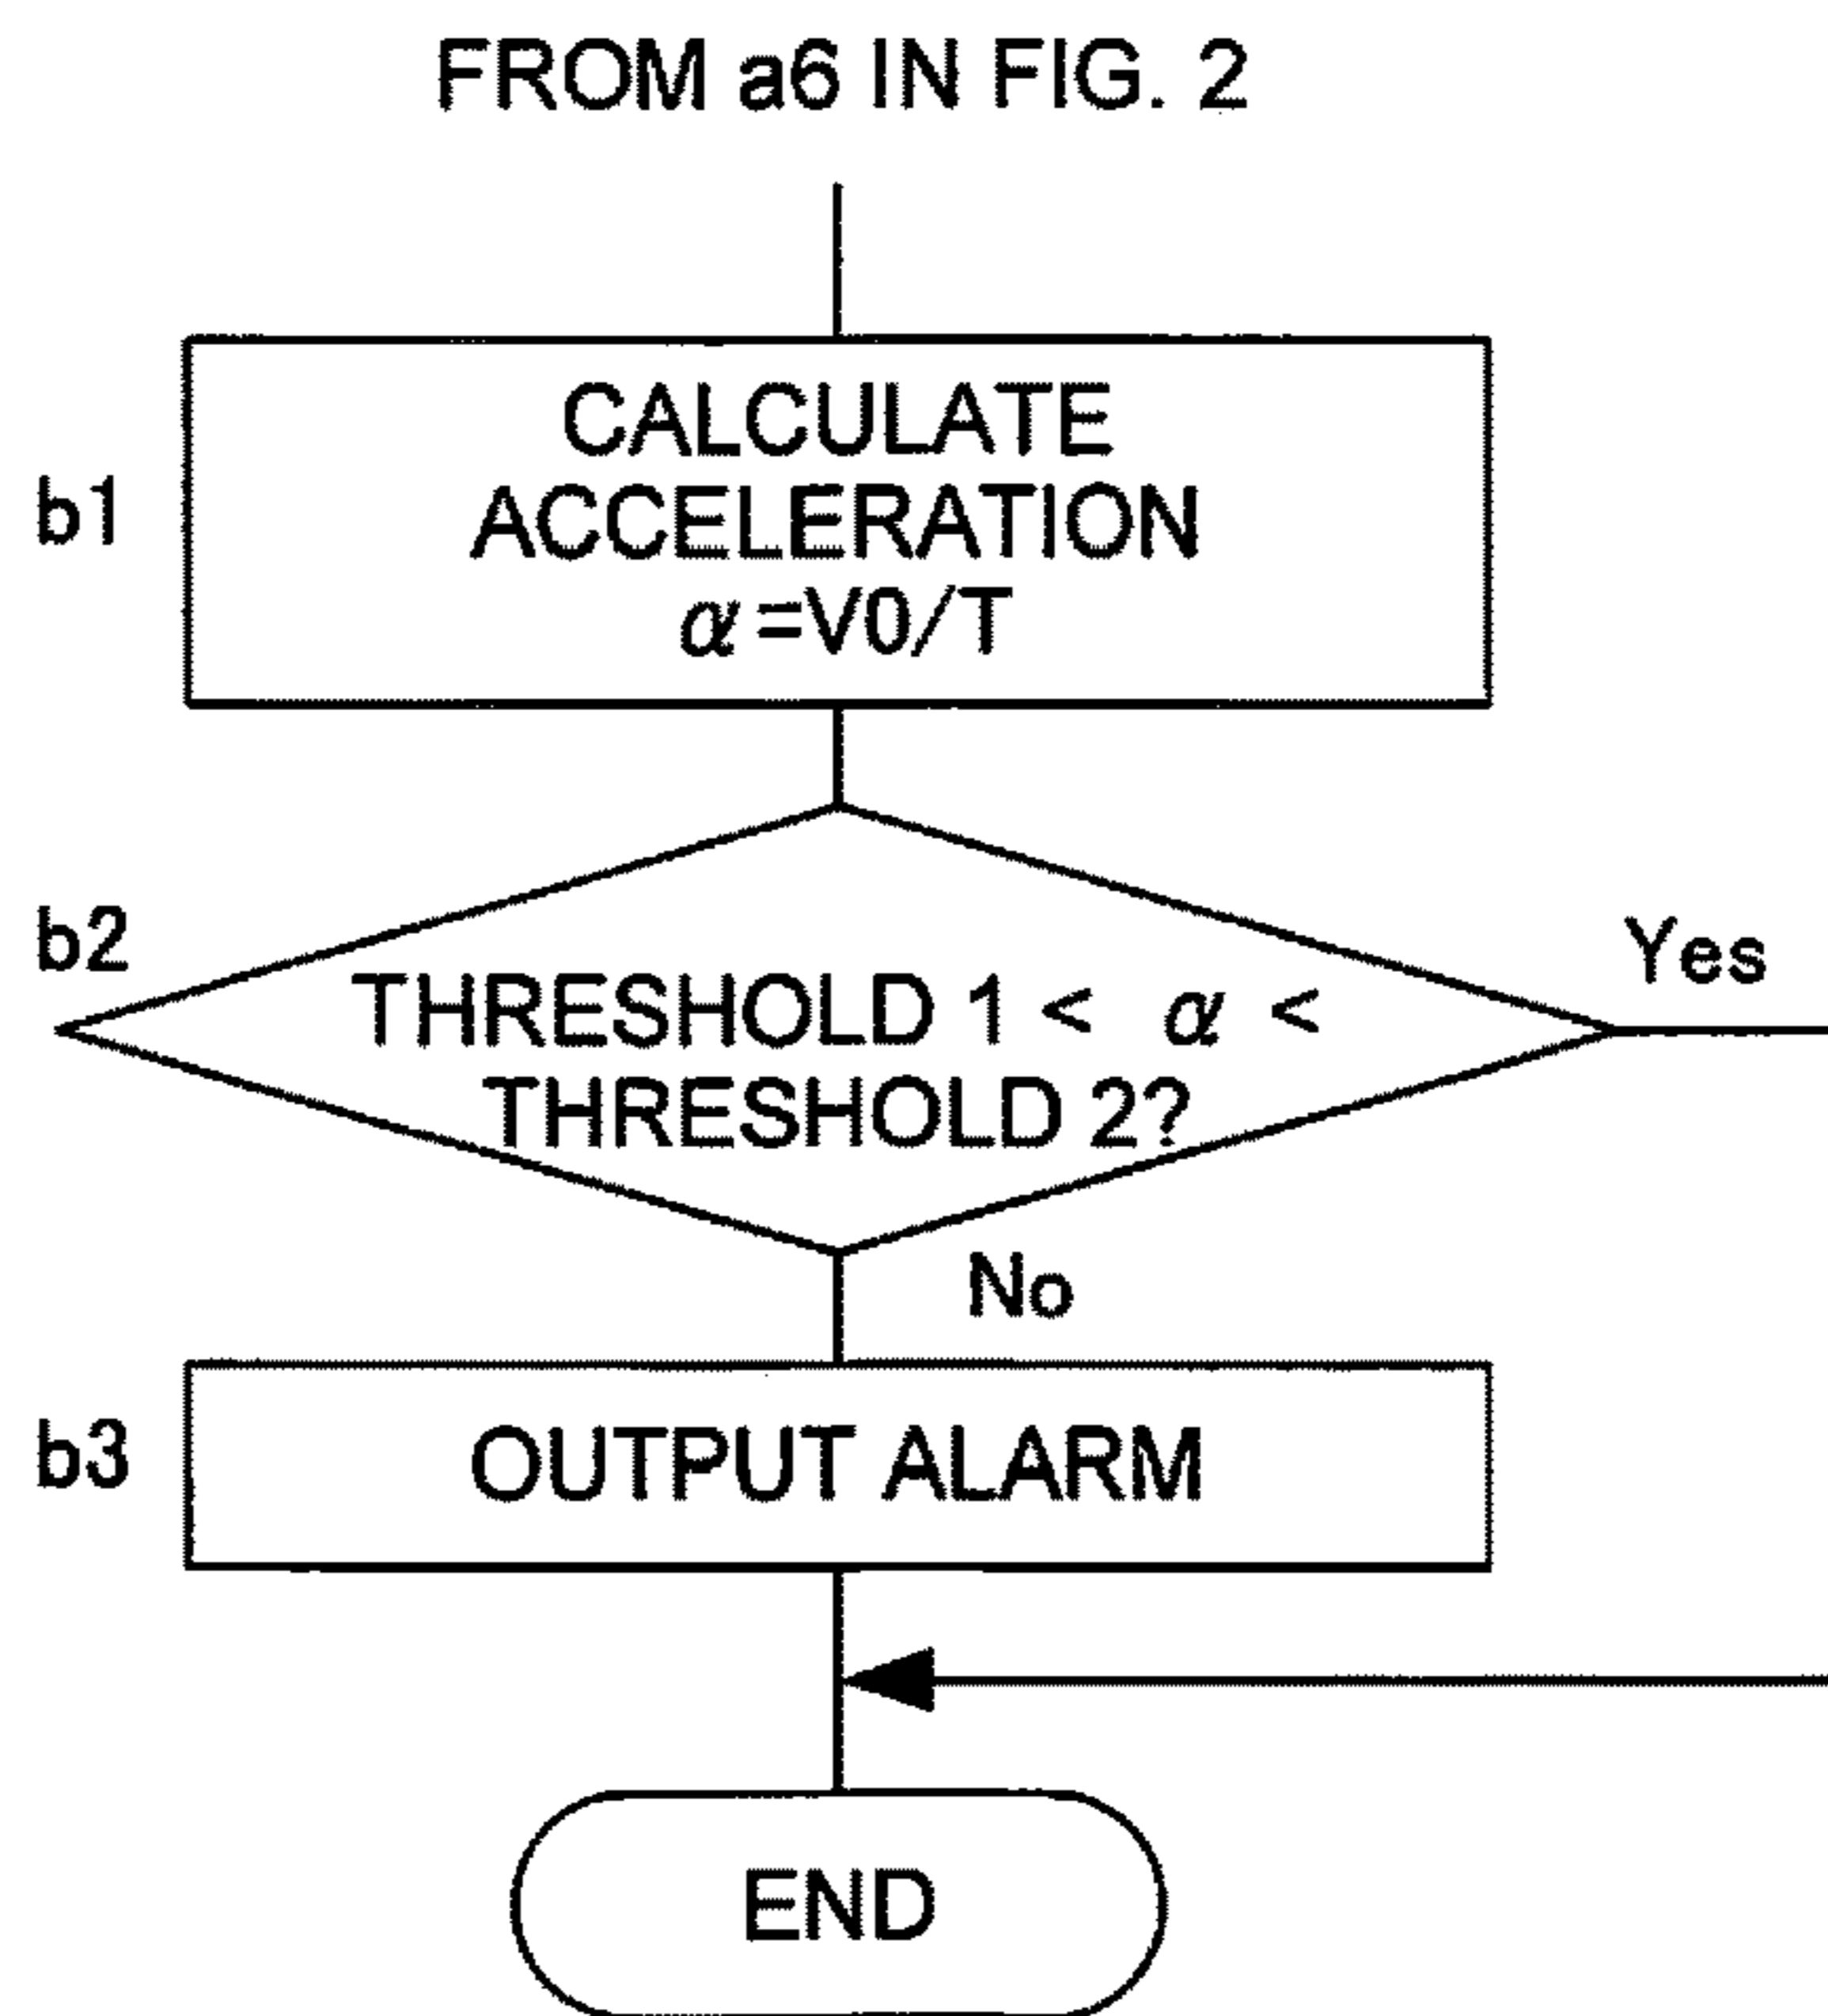 FROM a6 IN FIG. 2
b1
CALCULATE
ACCELERATION
α=V0/T
b2
THRESHOLD 1 < α <
THRESHOLD 2?
Yes
No
b3
OUTPUT ALARM
END